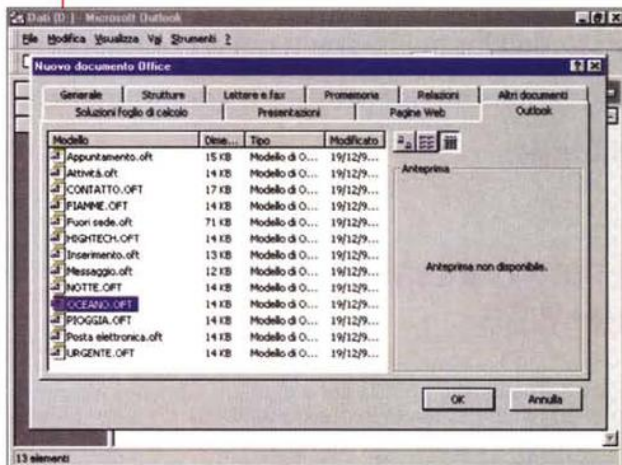 Dati (D:) - Microsoft Outlook
File Modifica Visualizza Vai Strumenti ?
Nuovo documento Office
Generale Strutture Lettere e fax Promemoria Relazioni Altri documenti
Soluzioni foglio di calcolo Presentazioni Pagine Web Outlook
Modello Dime... Tipo Modificato
Appuntamento.oft 15 KB Modello di O... 19/12/9...
Attività.oft 14 KB Modello di O... 19/12/9...
CONTATTO.OFT 17 KB Modello di O... 19/12/9...
FIAMME.OFT 14 KB Modello di O... 19/12/9...
Fuori sede.oft 71 KB Modello di O... 19/12/9...
HIGHTECH.OFT 14 KB Modello di O... 19/12/9...
Inserimento.oft 13 KB Modello di O... 19/12/9...
Messaggio.oft 12 KB Modello di O... 19/12/9...
NOTTE.OFT 14 KB Modello di O... 19/12/9...
OCEANO.OFT 14 KB Modello di O... 19/12/9...
PIOGGIA.OFT 14 KB Modello di O... 19/12/9...
Posta elettronica.oft 14 KB Modello di O... 19/12/9...
URGENTE.OFT 14 KB Modello di O... 19/12/9...
Anteprima
Anteprima non disponibile.
OK Annulla
13 elementi